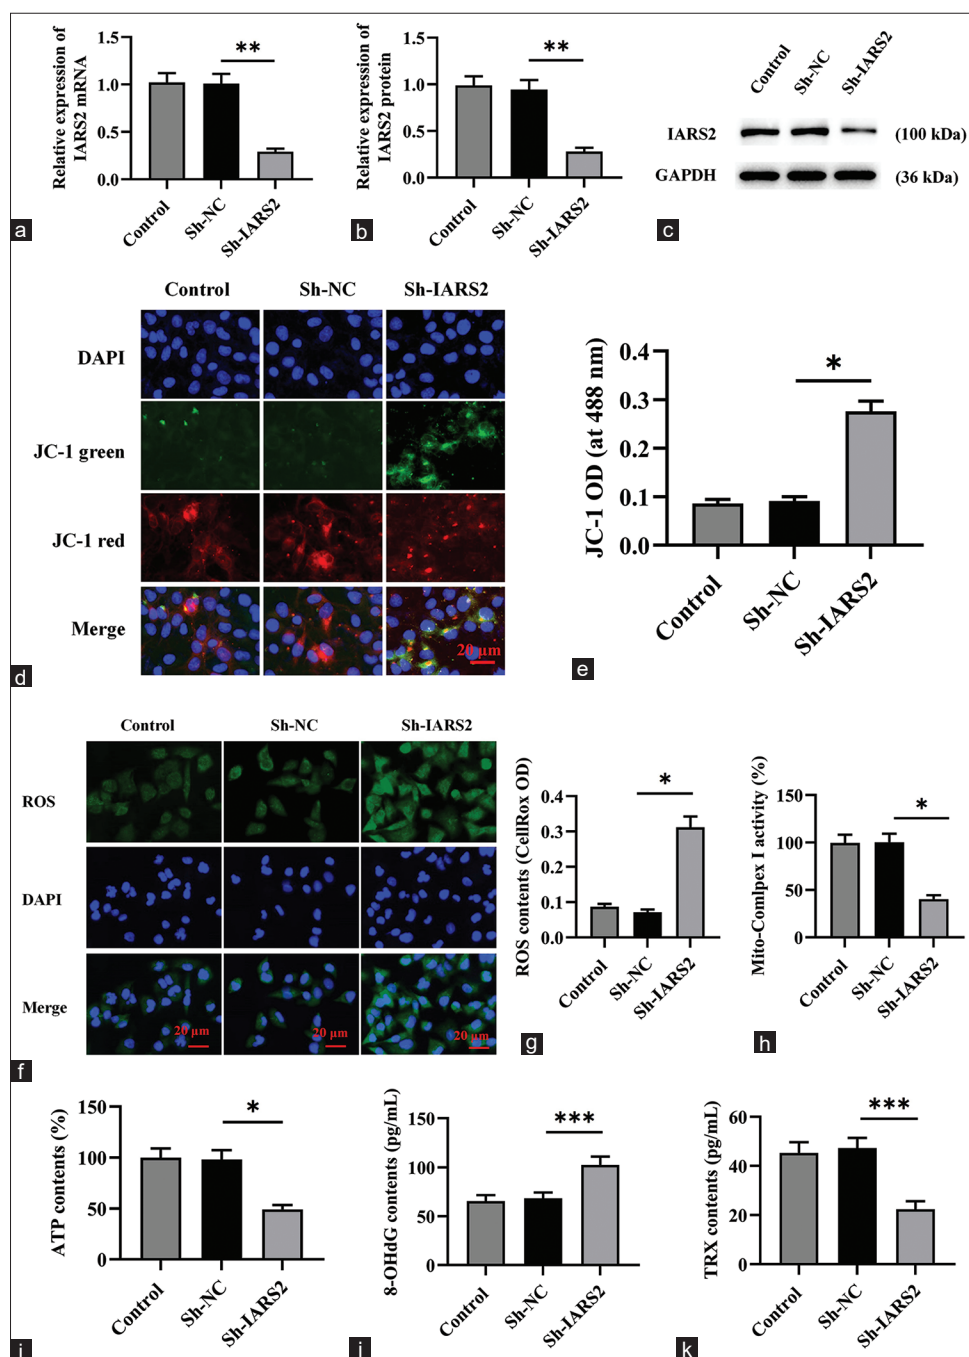 Relative expression of
IARS2 mRNA
1.5
1.0
0.5
0.0
**
Control
Sh-NC
Sh-IARS2
a
Relative expression of
IARS2 protein
1.5
1.0
0.5
0.0
**
Control
Sh-NC
Sh-IARS2
b
Control
Sh-NC
Sh-IARS2
IARS2
(100 kDa)
GAPDH
(36 kDa)
c
Control
Sh-NC
Sh-IARS2
DAPI
JC-1 green
JC-1 red
Merge
20 µm
d
JC-1 OD (at 488 nm)
0.4
0.3
0.2
0.1
0.0
*
Control
Sh-NC
Sh-IARS2
e
Control
Sh-NC
Sh-IARS2
ROS
DAPI
Merge
20 µm
20 µm
20 µm
f
ROS contents (CellRox OD)
0.4
0.3
0.2
0.1
0.0
*
Control
Sh-NC
Sh-IARS2
g
Mito-Comlpex I activity (%)
150
100
50
0
*
Control
Sh-NC
Sh-IARS2
h
ATP contents (%)
150
100
50
0
*
Control
Sh-NC
Sh-IARS2
i
8-OHdG contents (pg/mL)
150
100
50
0
***
Control
Sh-NC
Sh-IARS2
j
TRX contents (pg/mL)
60
40
20
0
***
Control
Sh-NC
Sh-IARS2
k